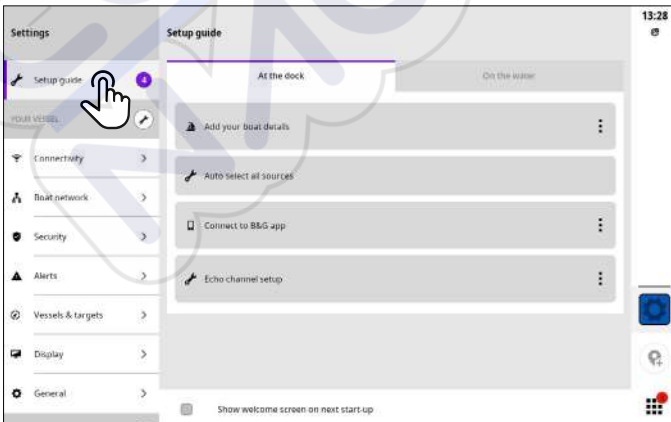 Settings
Setup guide
4
YOUR VESSEL
Connectivity
Boat network
Security
Alerts
Vessels & targets
Display
General
Setup guide
At the dock
On the water
Add your boat details
Auto select all sources
Connect to B&G app
Echo channel setup
Show welcome screen on next start-up
13:28